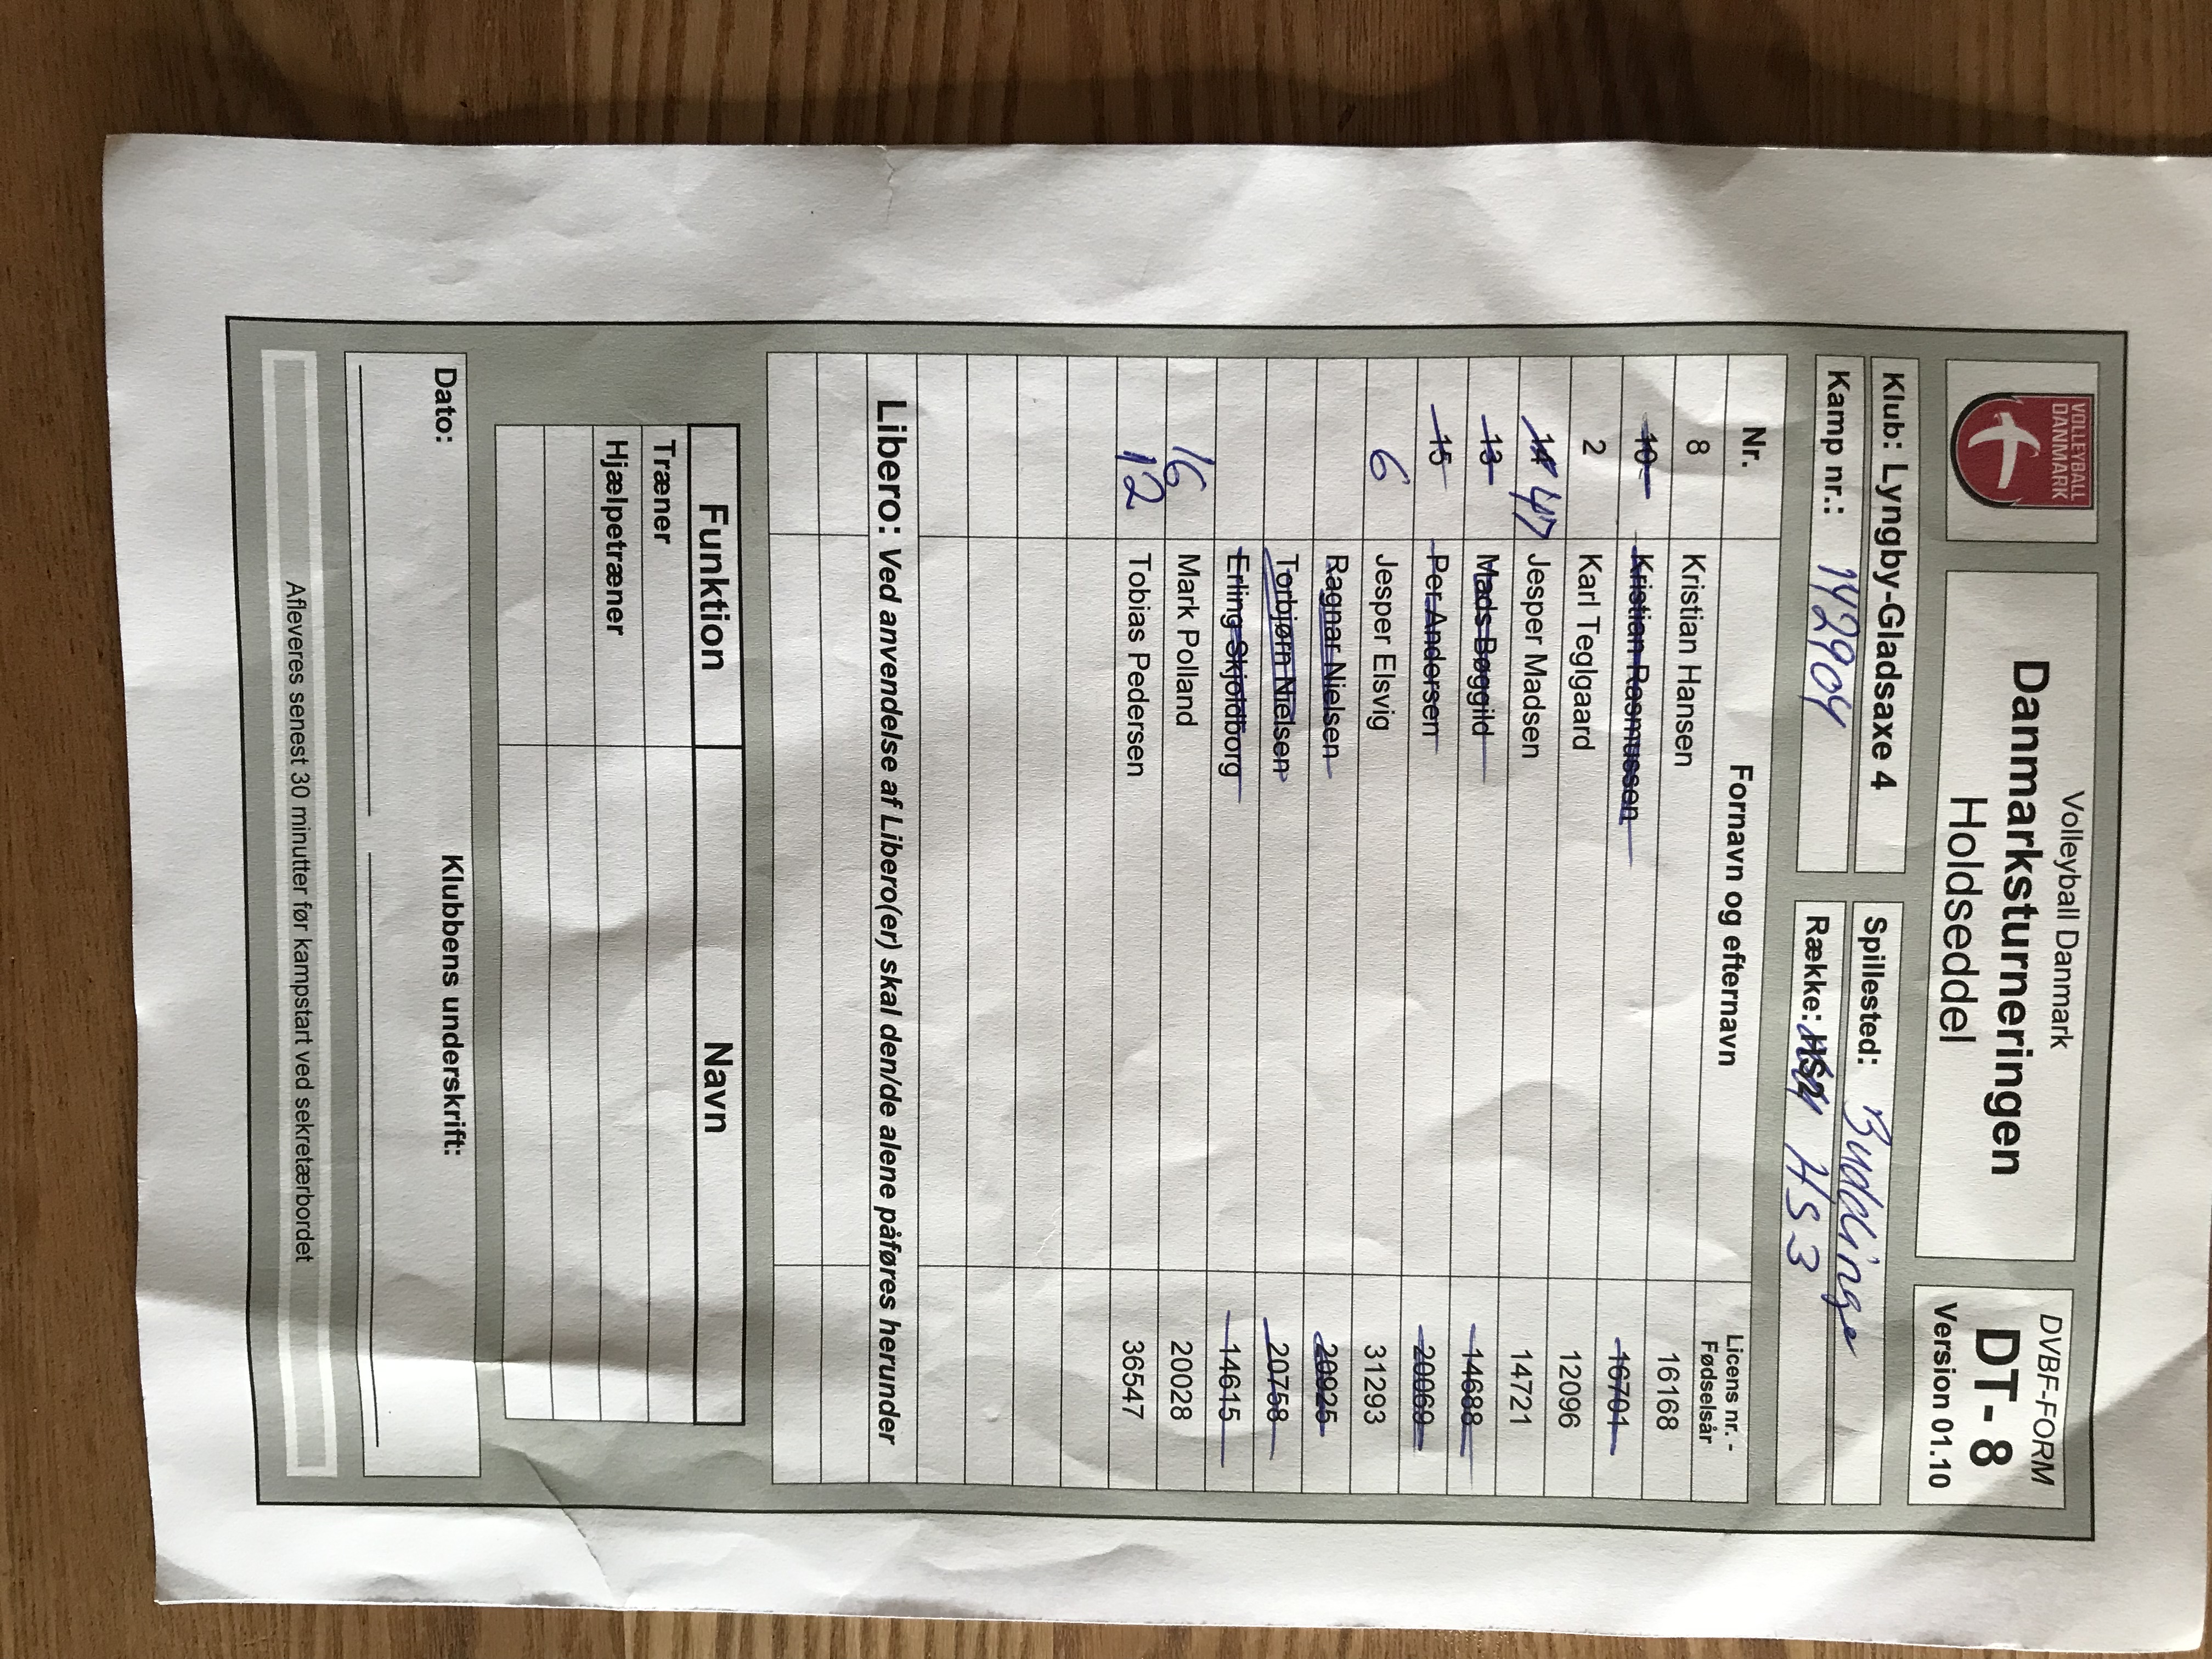 VOLLEYBALL
DANMARK
Volleyball Danmark
Danmarksturneringen
Holdseddel
DVBF-FORM
DT - 8
Version 01.10
Klub: Lyngby-Gladsaxe 4
Spillested: Buddinge
Kamp nr.: 142904
Række: HS3
Nr. Fornavn og efternavn Licens nr. - Fødselsår
8 Kristian Hansen 16168
10 Kristian Rasmussen 16701
2 Karl Teglgaard 12096
14 47 Jesper Madsen 14721
13 Mads Bøggild 14688
15 Per Andersen 20069
6 Jesper Elsvig 31293
Ragnar Nielsen 20925
Torbjørn Nielsen 20758
Erling Skjoldborg 14615
16 Mark Polland 20028
12 Tobias Pedersen 36547
Libero: Ved anvendelse af Libero(er) skal den/de alene påføres herunder
Funktion Navn
Træner
Hjælpetræner
Dato: Klubbens underskrift:
Afleveres senest 30 minutter før kampstart ved sekretærbordet